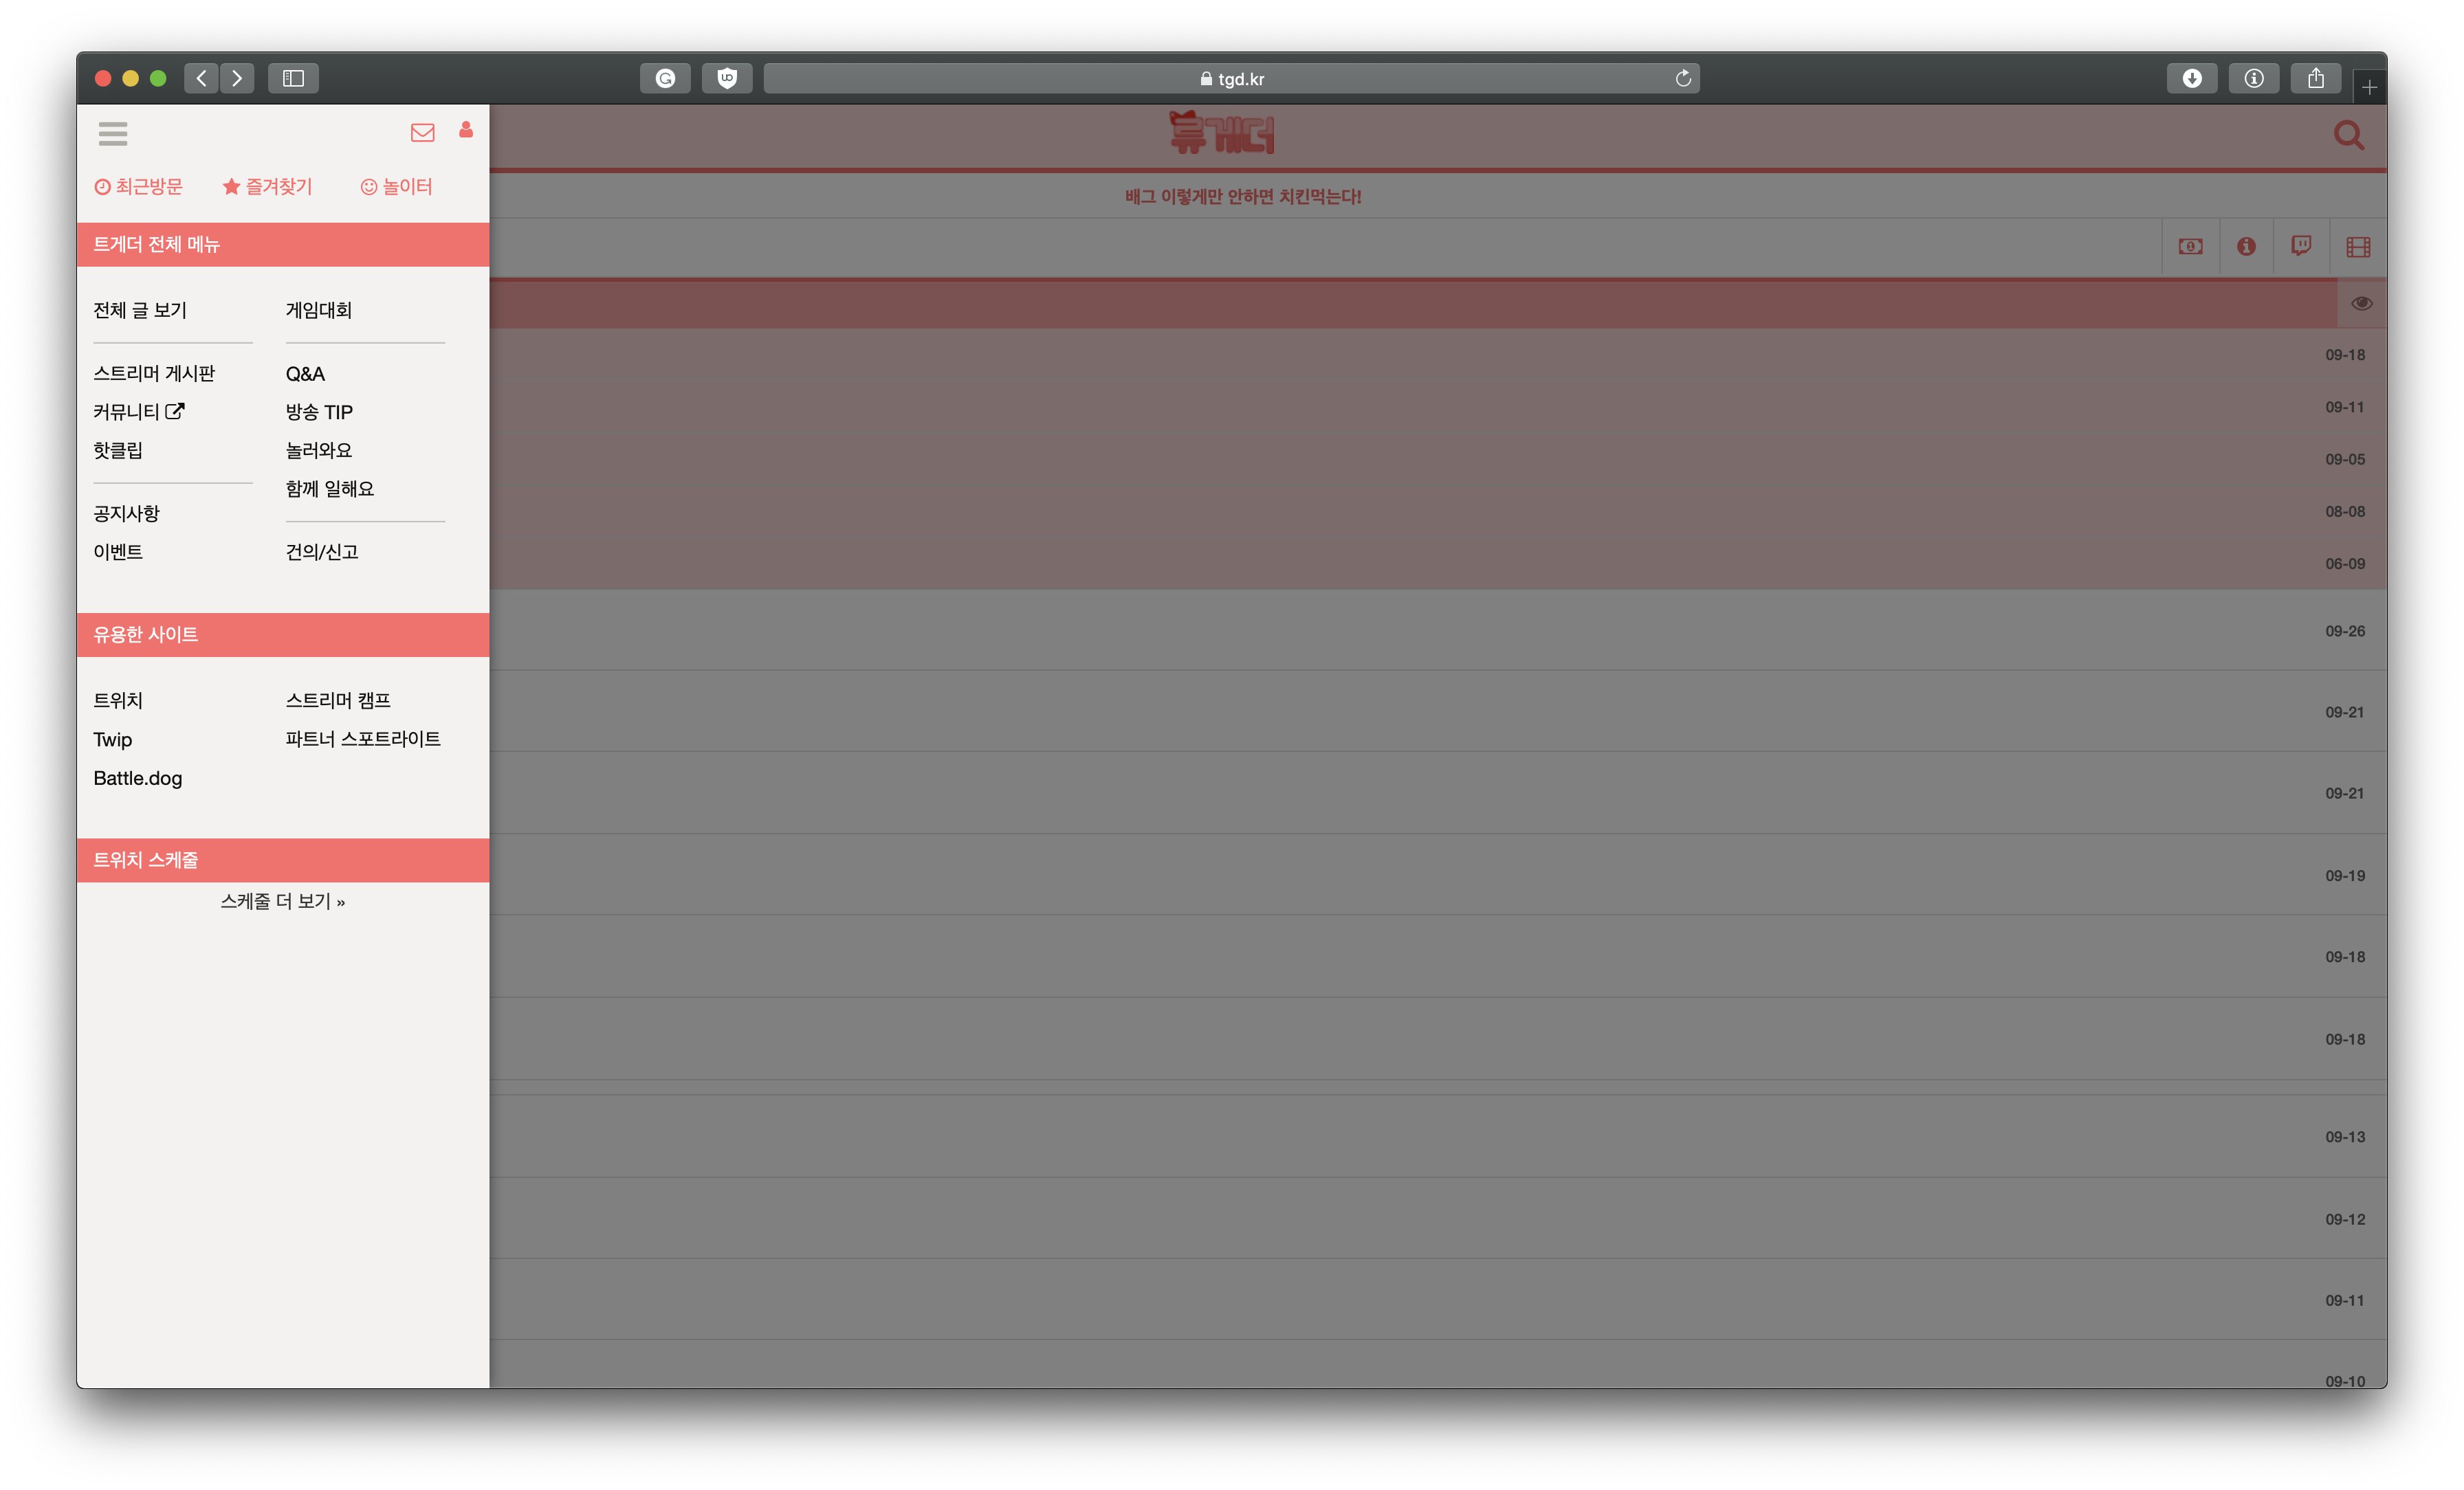 tgd.kr
트게더
최근방문 즐겨찾기 놀이터
배그 이렇게만 안하면 치킨먹는다!
트게더 전체 메뉴
전체 글 보기
스트리머 게시판
커뮤니티
핫클립
공지사항
이벤트
게임대회
Q&A
방송 TIP
놀러와요
함께 일해요
건의/신고
유용한 사이트
트위치
Twip
Battle.dog
스트리머 캠프
파트너 스포트라이트
트위치 스케줄
스케줄 더 보기 »
09-18
09-11
09-05
08-08
06-09
09-26
09-21
09-21
09-19
09-18
09-18
09-13
09-12
09-11
09-10